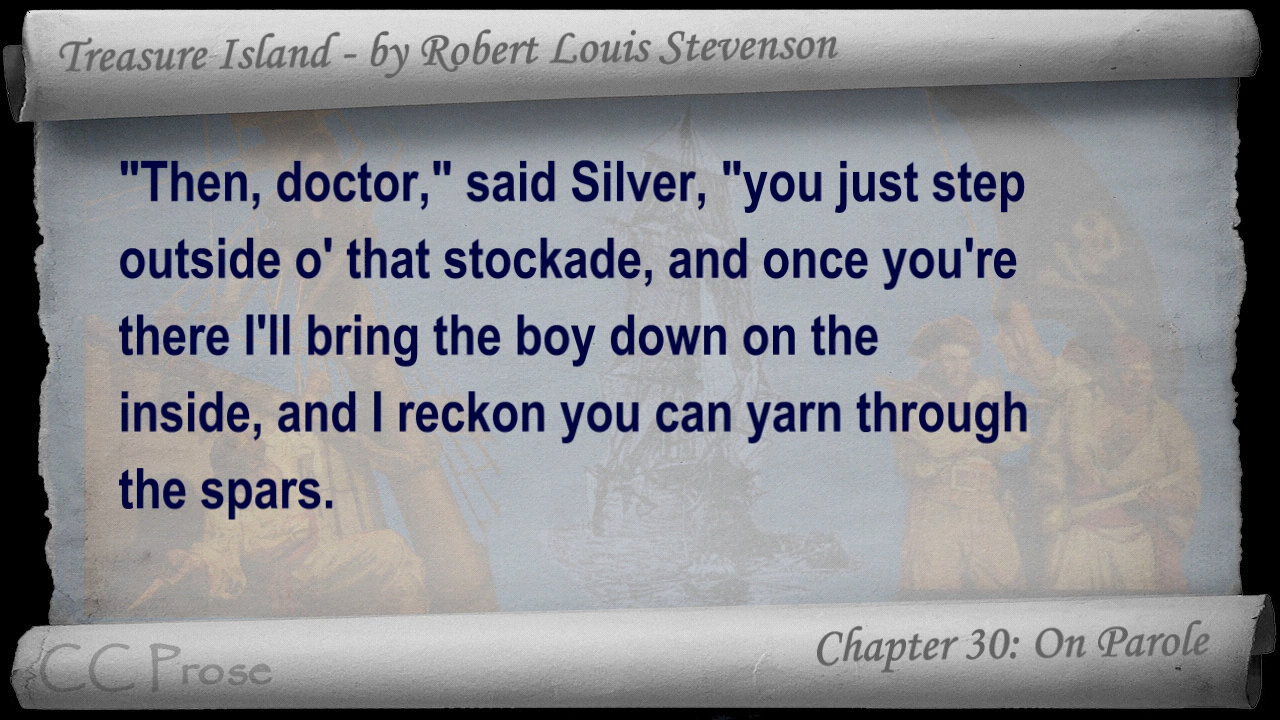 Treasure Island - by Robert Louis Stevenson
"Then, doctor," said Silver, "you just step
outside o' that stockade, and once you're
there I'll bring the boy down on the
inside, and I reckon you can yarn through
the spars.
CC Prose
Chapter 30: On Parole